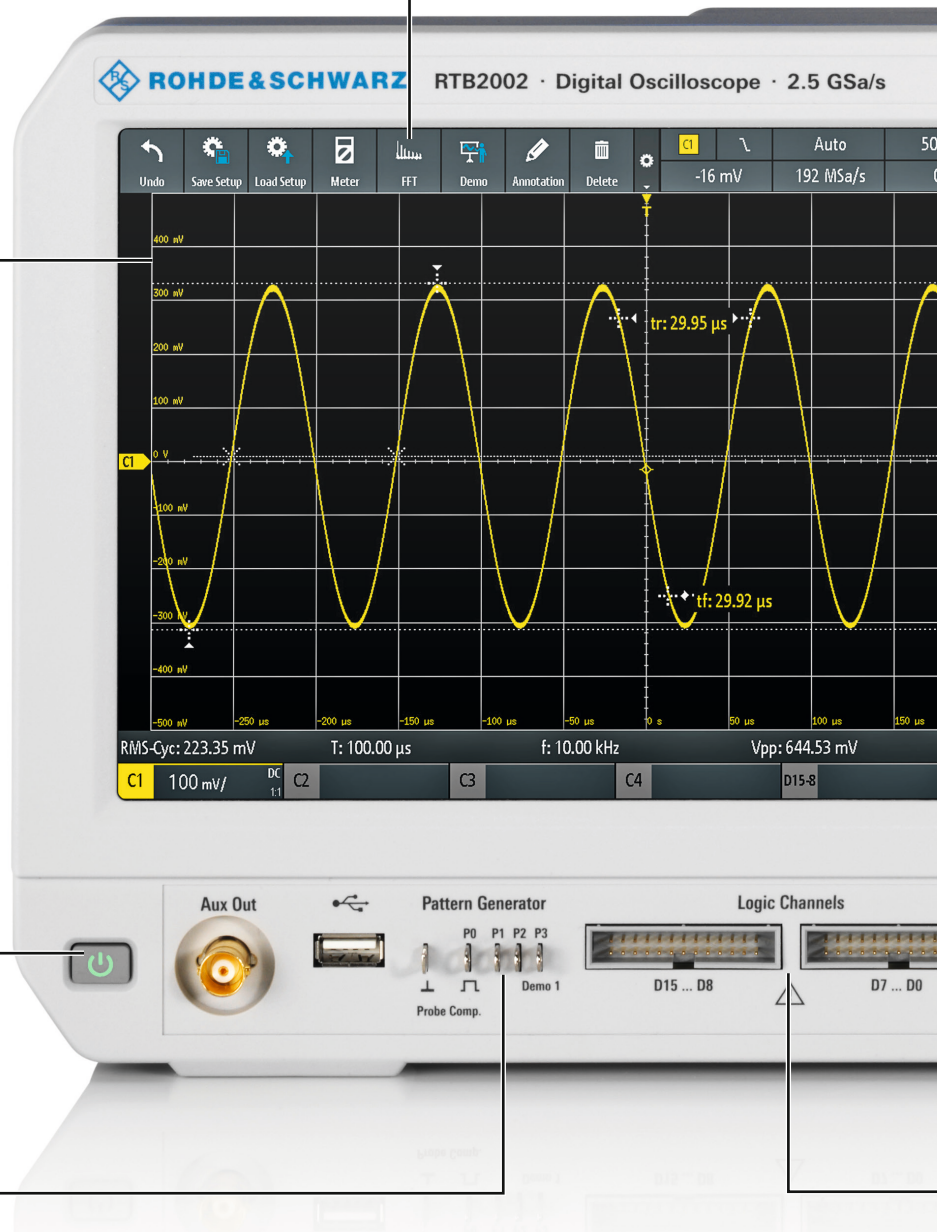 ROHDE&SCHWARZ RTB2002 · Digital Oscilloscope · 2.5 GSa/s
Undo Save Setup Load Setup Meter FFT Demo Annotation Delete
C1 Auto 50
-16 mV 192 MSa/s
T
400 mV
300 mV
tr: 29.95 µs
200 mV
100 mV
0 V
C1
-100 mV
-200 mV
tf: 29.92 µs
-300 mV
-400 mV
-500 mV -250 µs -200 µs -150 µs -100 µs -50 µs 0 s 50 µs 100 µs 150 µs
RMS-Cyc: 223.35 mV T: 100.00 µs f: 10.00 kHz Vpp: 644.53 mV
C1 100 mV/ DC 1:1 C2 C3 C4 D15-8
Aux Out Pattern Generator Logic Channels
P0 P1 P2 P3
Demo 1 D15 ... D8 D7 ... D0
Probe Comp.